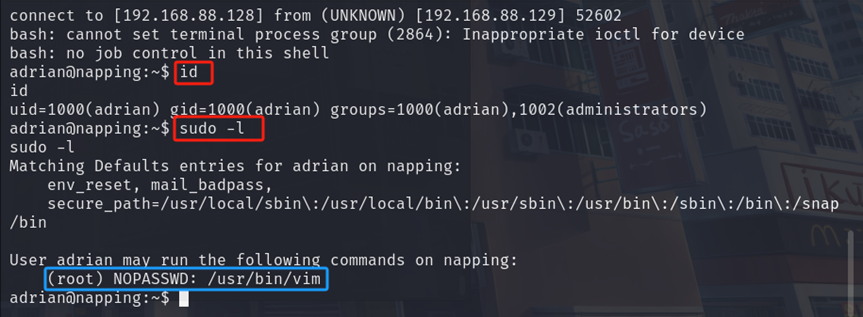 connect to [192.168.88.128] from (UNKNOWN) [192.168.88.129] 52602
bash: cannot set terminal process group (2864): Inappropriate ioctl for device
bash: no job control in this shell
adrian@napping:~$ id
id
uid=1000(adrian) gid=1000(adrian) groups=1000(adrian),1002(administrators)
adrian@napping:~$ sudo -l
sudo -l
Matching Defaults entries for adrian on napping:
    env_reset, mail_badpass,
    secure_path=/usr/local/sbin\:/usr/local/bin\:/usr/sbin\:/usr/bin\:/sbin\:/bin\:/snap
/bin

User adrian may run the following commands on napping:
    (root) NOPASSWD: /usr/bin/vim
adrian@napping:~$